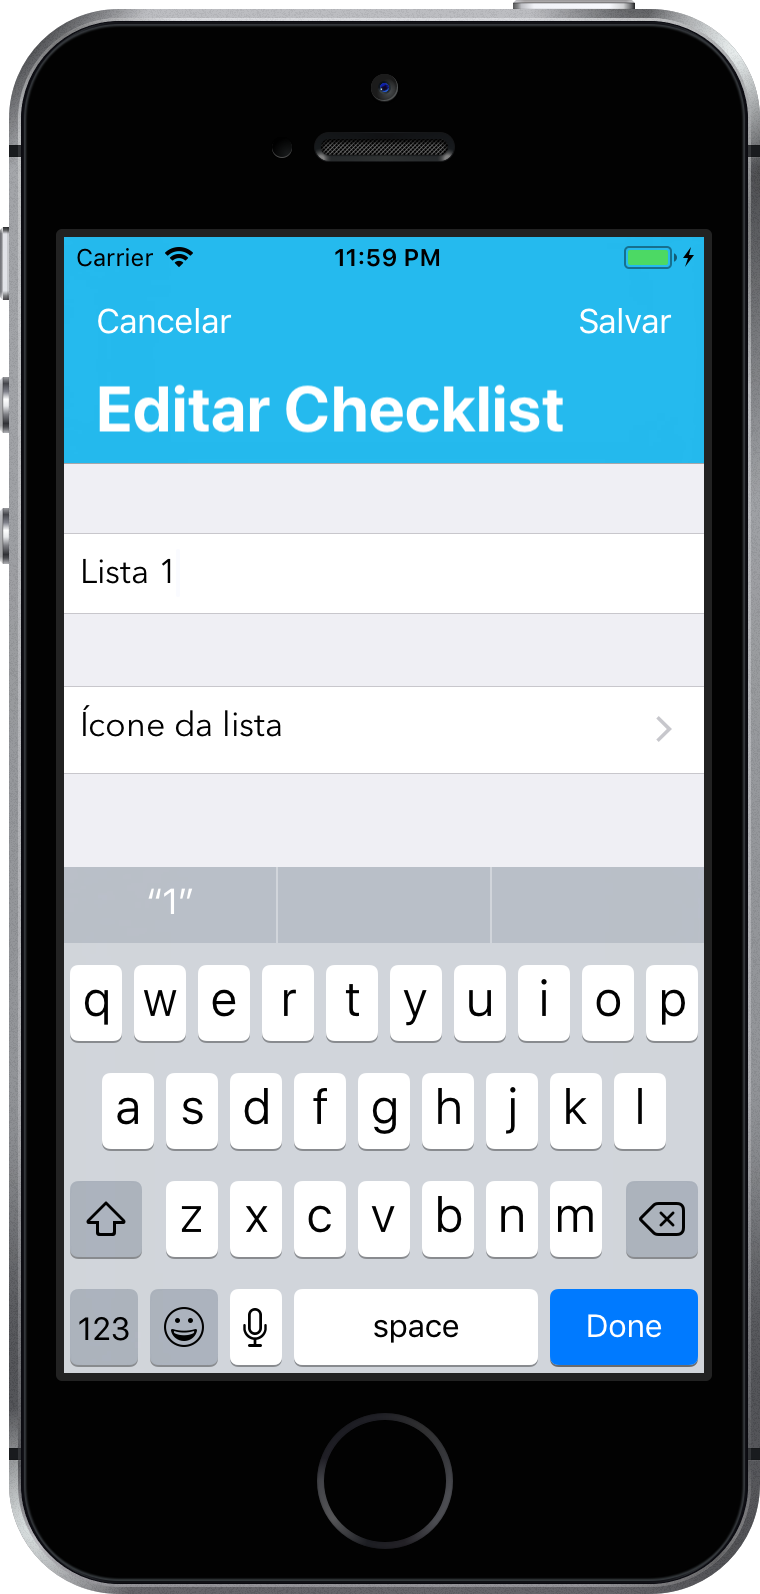 Carrier 11:59 PM
Cancelar Salvar
Editar Checklist
Lista 1
Ícone da lista
“1”
q w e r t y u i o p
a s d f g h j k l
z x c v b n m
123 space Done